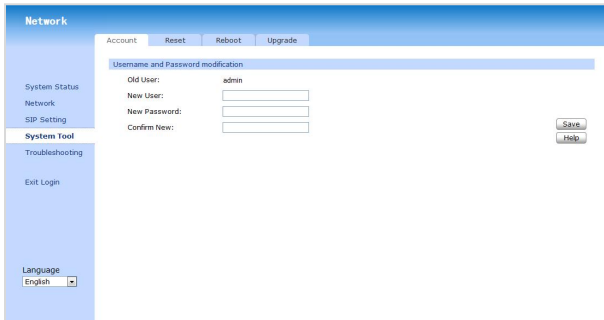 Network
Account Reset Reboot Upgrade
Username and Password modification
Old User: admin
New User:
New Password:
Confirm New:
Save
Help
System Status
Network
SIP Setting
System Tool
Troubleshooting
Exit Login
Language
English